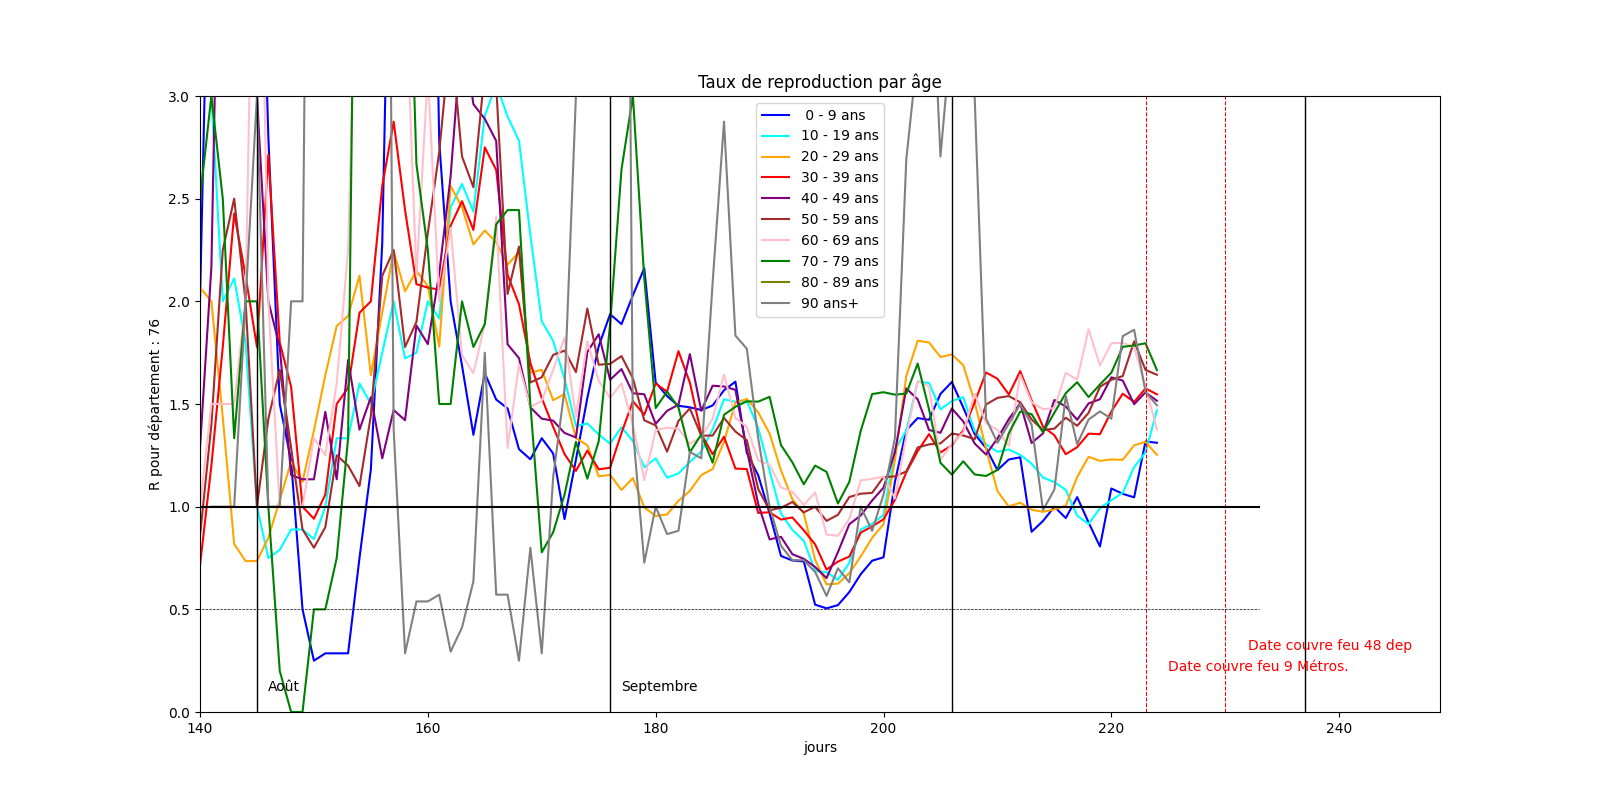 Taux de reproduction par âge
R pour département : 76
3.0
2.5
2.0
1.5
1.0
0.5
0.0
0 - 9 ans
10 - 19 ans
20 - 29 ans
30 - 39 ans
40 - 49 ans
50 - 59 ans
60 - 69 ans
70 - 79 ans
80 - 89 ans
90 ans+
Date couvre feu 48 dep
Date couvre feu 9 Métros.
Août
Septembre
140
160
180
200
220
240
jours